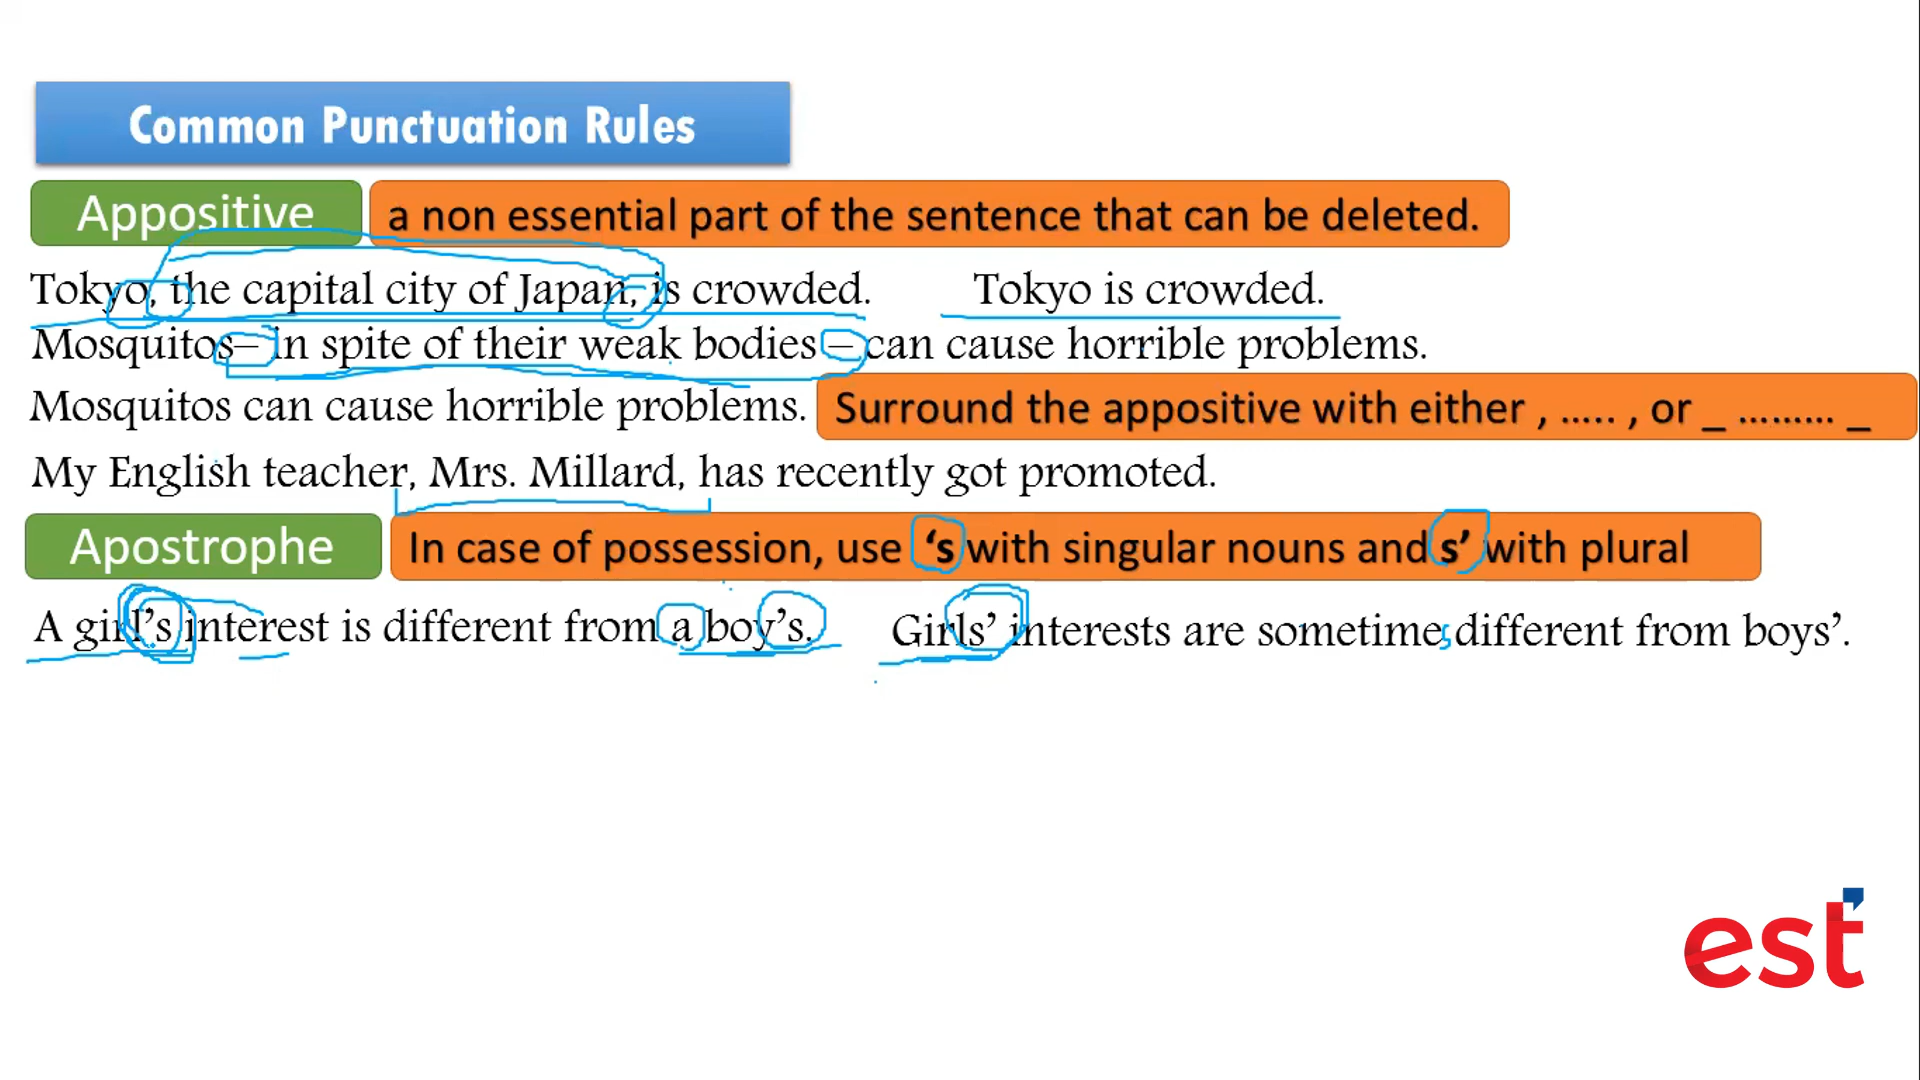 Common Punctuation Rules
Appositive a non essential part of the sentence that can be deleted.
Tokyo, the capital city of Japan, is crowded. Tokyo is crowded.
Mosquitos– in spite of their weak bodies – can cause horrible problems.
Mosquitos can cause horrible problems. Surround the appositive with either , ….. , or _ ……… _
My English teacher, Mrs. Millard, has recently got promoted.
Apostrophe In case of possession, use ‘s with singular nouns and s’ with plural
A girl’s interest is different from a boy’s. Girls’ interests are sometimes different from boys’.
est